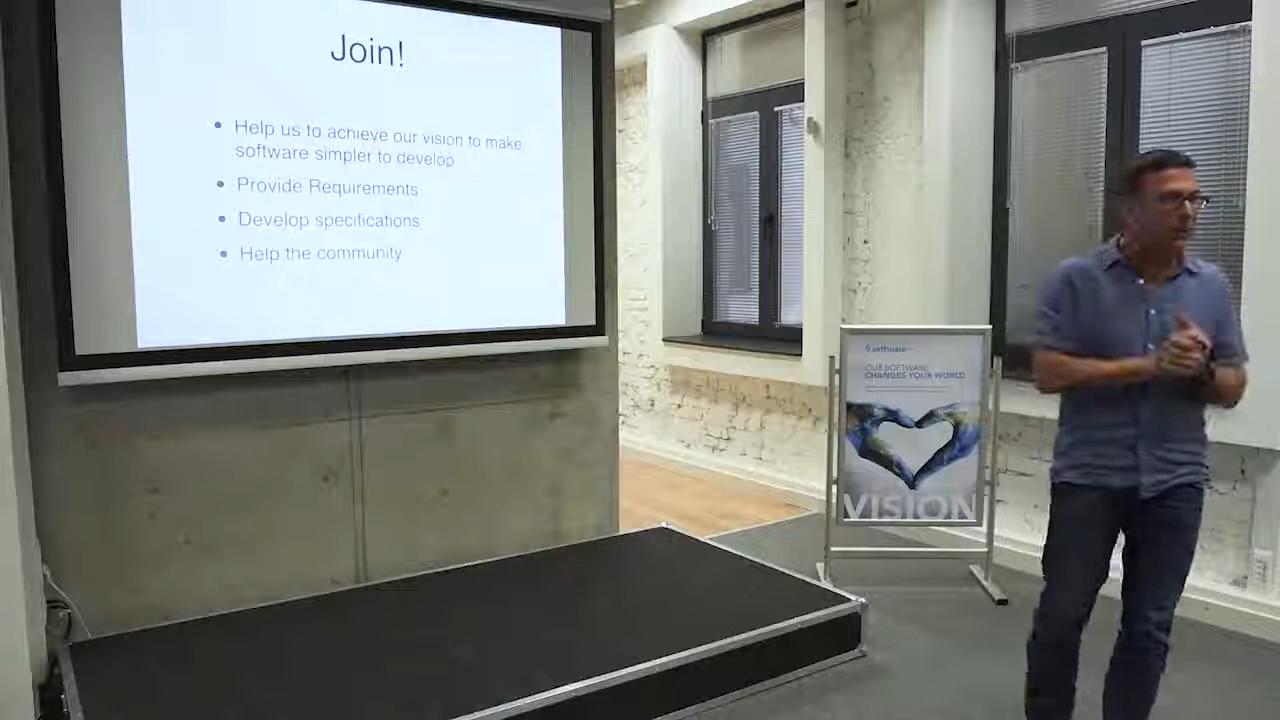 Join!
• Help us to achieve our vision to make
software simpler to develop
• Provide Requirements
• Develop specifications
• Help the community
OUR SOFTWARE
CHANGES YOUR WORLD
VISION